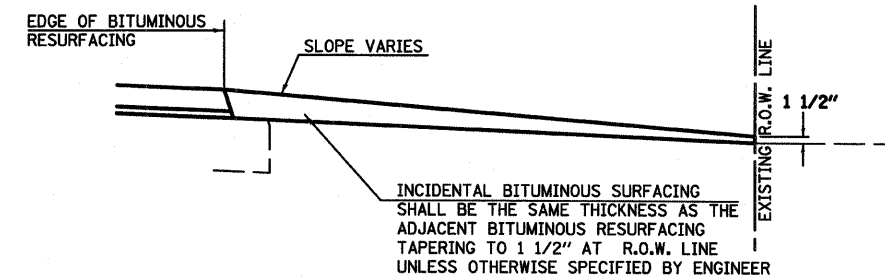 EDGE OF BITUMINOUS
RESURFACING
SLOPE VARIES
EXISTING R.O.W. LINE
1 1/2"
INCIDENTAL BITUMINOUS SURFACING
SHALL BE THE SAME THICKNESS AS THE
ADJACENT BITUMINOUS RESURFACING
TAPERING TO 1 1/2" AT R.O.W. LINE
UNLESS OTHERWISE SPECIFIED BY ENGINEER